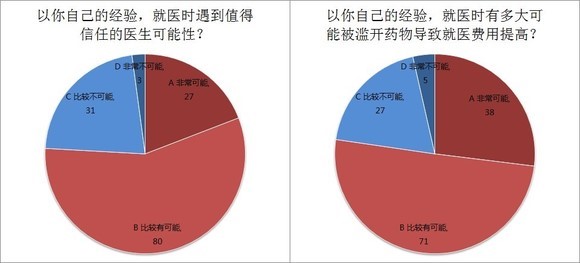 以你自己的经验，就医时遇到值得
信任的医生可能性？
D 非常不可能,
3
A 非常可能,
27
C 比较不可能,
31
B 比较有可能,
80
以你自己的经验，就医时有多大可
能被滥开药物导致就医费用提高？
D 非常不可能,
5
A 非常可能,
38
C 比较不可能,
27
B 比较有可能,
71